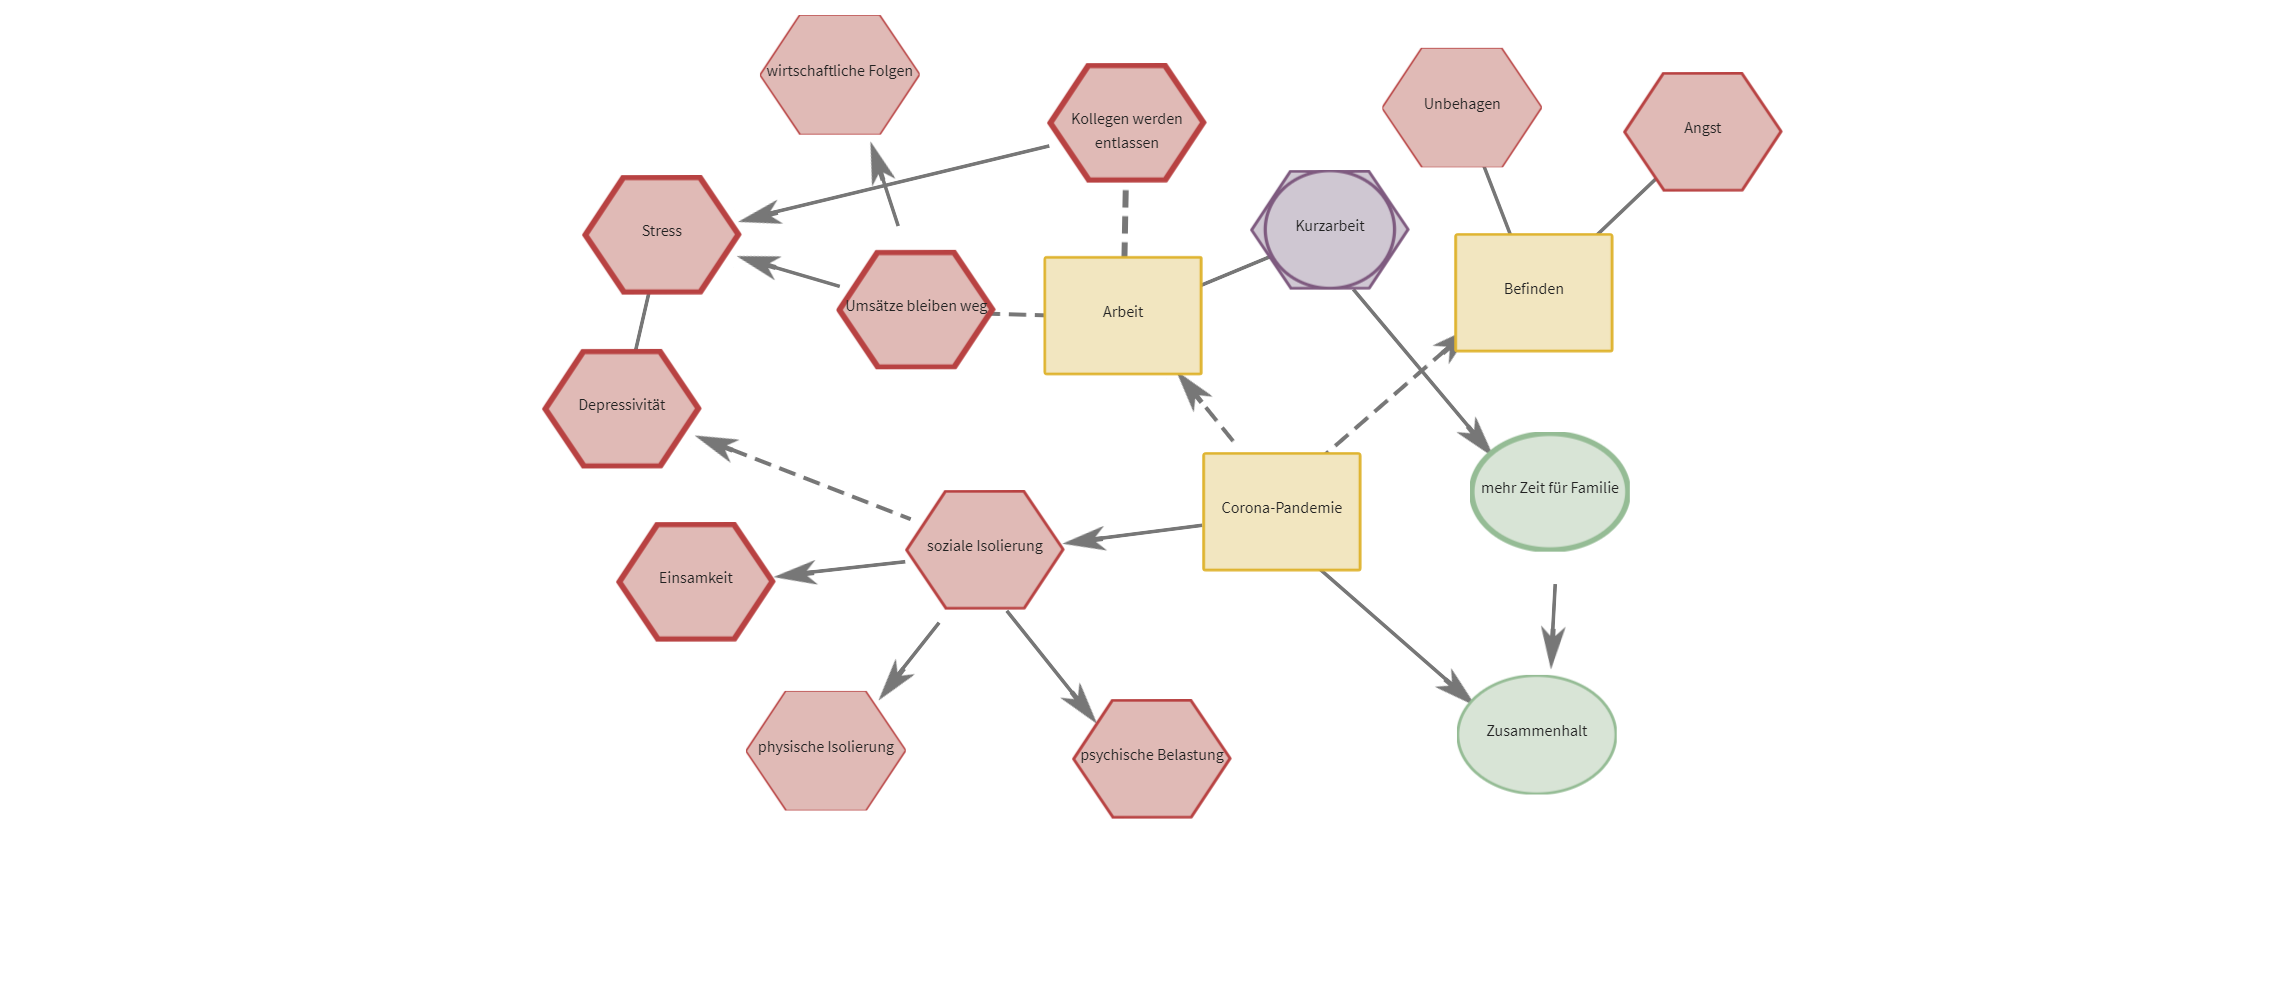 wirtschaftliche Folgen
Kollegen werden
entlassen
Unbehagen
Angst
Stress
Kurzarbeit
Umsätze bleiben weg
Arbeit
Befinden
Depressivität
mehr Zeit für Familie
Corona-Pandemie
soziale Isolierung
Einsamkeit
physische Isolierung
psychische Belastung
Zusammenhalt